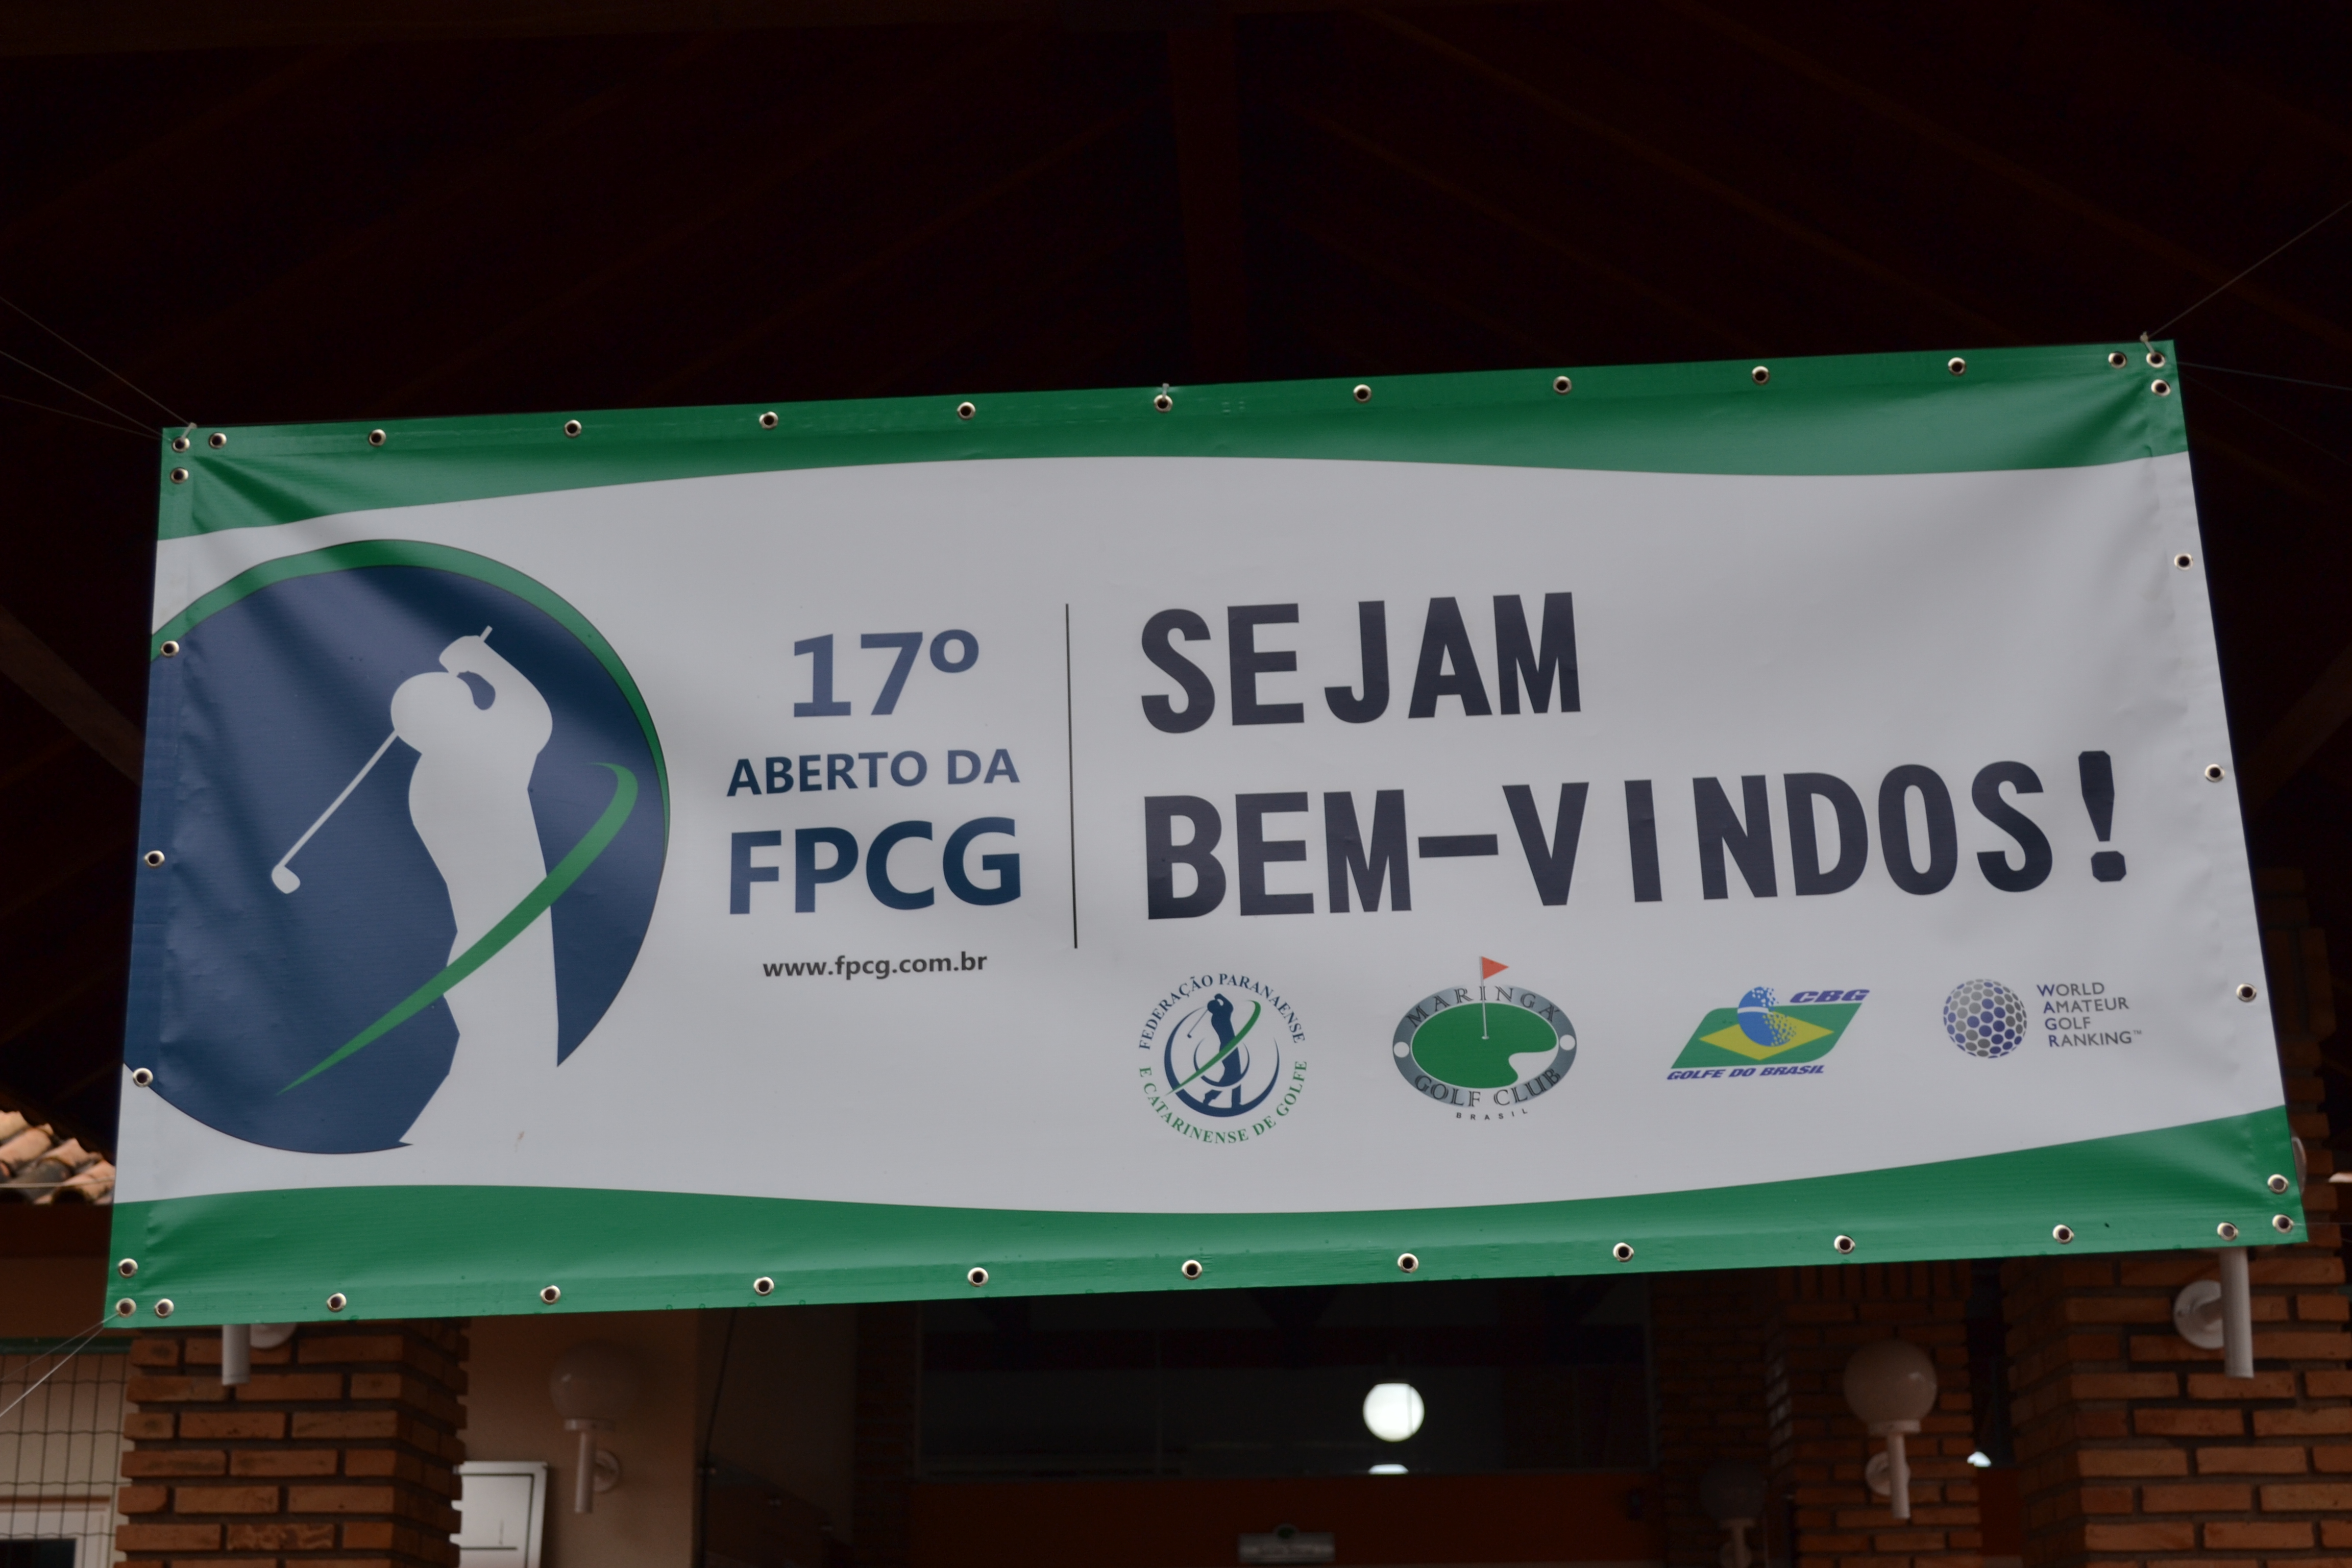 17º
ABERTO DA
FPCG
www.fpcg.com.br
SEJAM
BEM-VINDOS!
FEDERAÇÃO PARANAENSE
E CATARINENSE DE GOLFE
MARINGÁ
GOLF CLUB
BRASIL
CBG
GOLFE DO BRASIL
WORLD
AMATEUR
GOLF
RANKING™